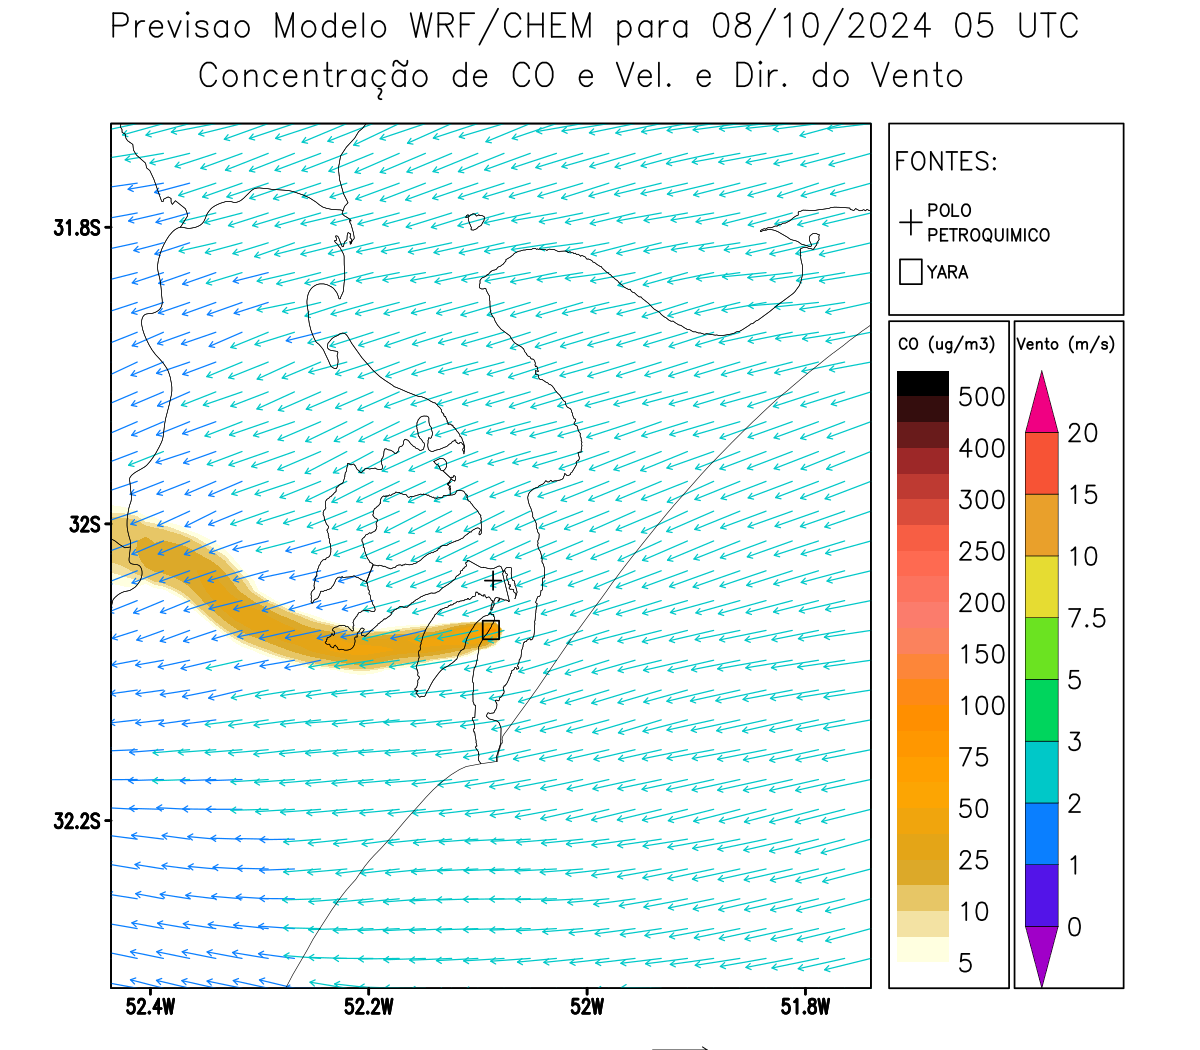 Previsao Modelo WRF/CHEM para 08/10/2024 05 UTC
Concentração de CO e Vel. e Dir. do Vento
FONTES:
POLO
PETROQUIMICO
YARA
31.8S
32S
32.2S
52.4W
52.2W
52W
51.8W
CO (ug/m3)
500
400
300
250
200
150
100
75
50
25
10
5
Vento (m/s)
20
15
10
7.5
5
3
2
1
0